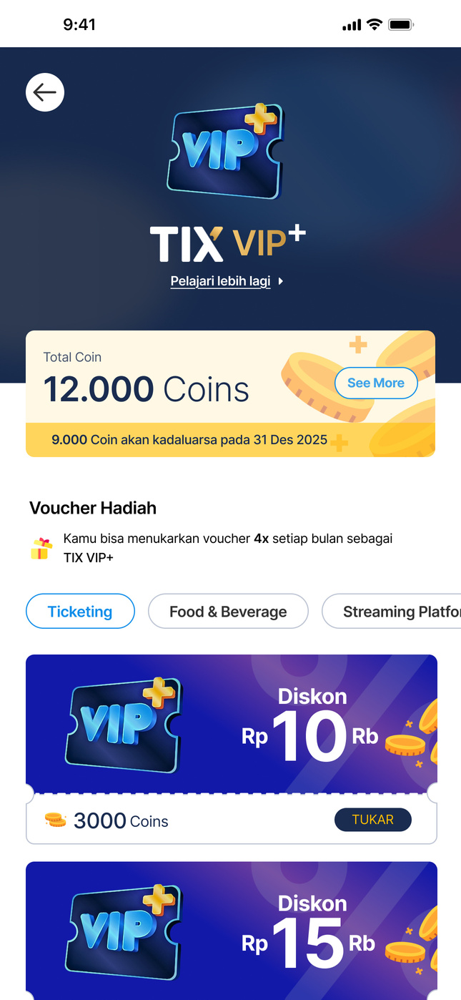 9:41
VIP+
TIX VIP+
Pelajari lebih lagi
Total Coin
12.000 Coins
See More
9.000 Coin akan kadaluarsa pada 31 Des 2025
Voucher Hadiah
Kamu bisa menukarkan voucher 4x setiap bulan sebagai
TIX VIP+
Ticketing
Food & Beverage
Streaming Platfo
VIP+
Diskon
Rp 10 Rb
3000 Coins
TUKAR
VIP+
Diskon
Rp 15 Rb